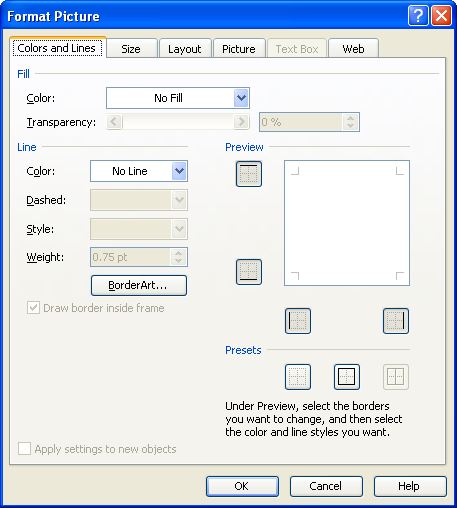 Format Picture
Colors and Lines Size Layout Picture Text Box Web
Fill
Color: No Fill
Transparency: 0 %
Line Preview
Color: No Line
Dashed:
Style:
Weight: 0.75 pt
BorderArt...
Draw border inside frame
Presets
Under Preview, select the borders
you want to change, and then select
the color and line styles you want.
Apply settings to new objects
OK Cancel Help